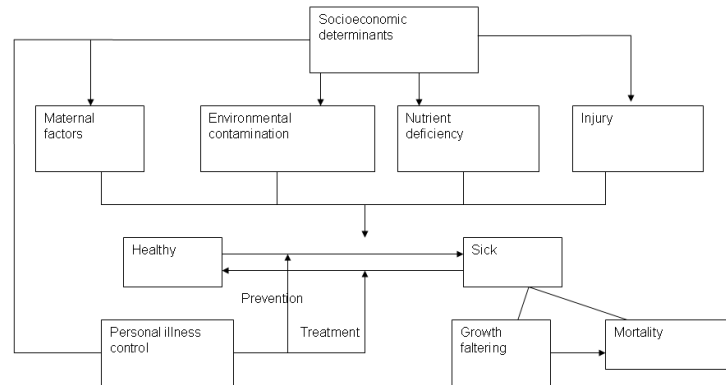 Socioeconomic
determinants
Maternal
factors
Environmental
contamination
Nutrient
deficiency
Injury
Healthy
Sick
Prevention
Treatment
Personal illness
control
Growth
faltering
Mortality